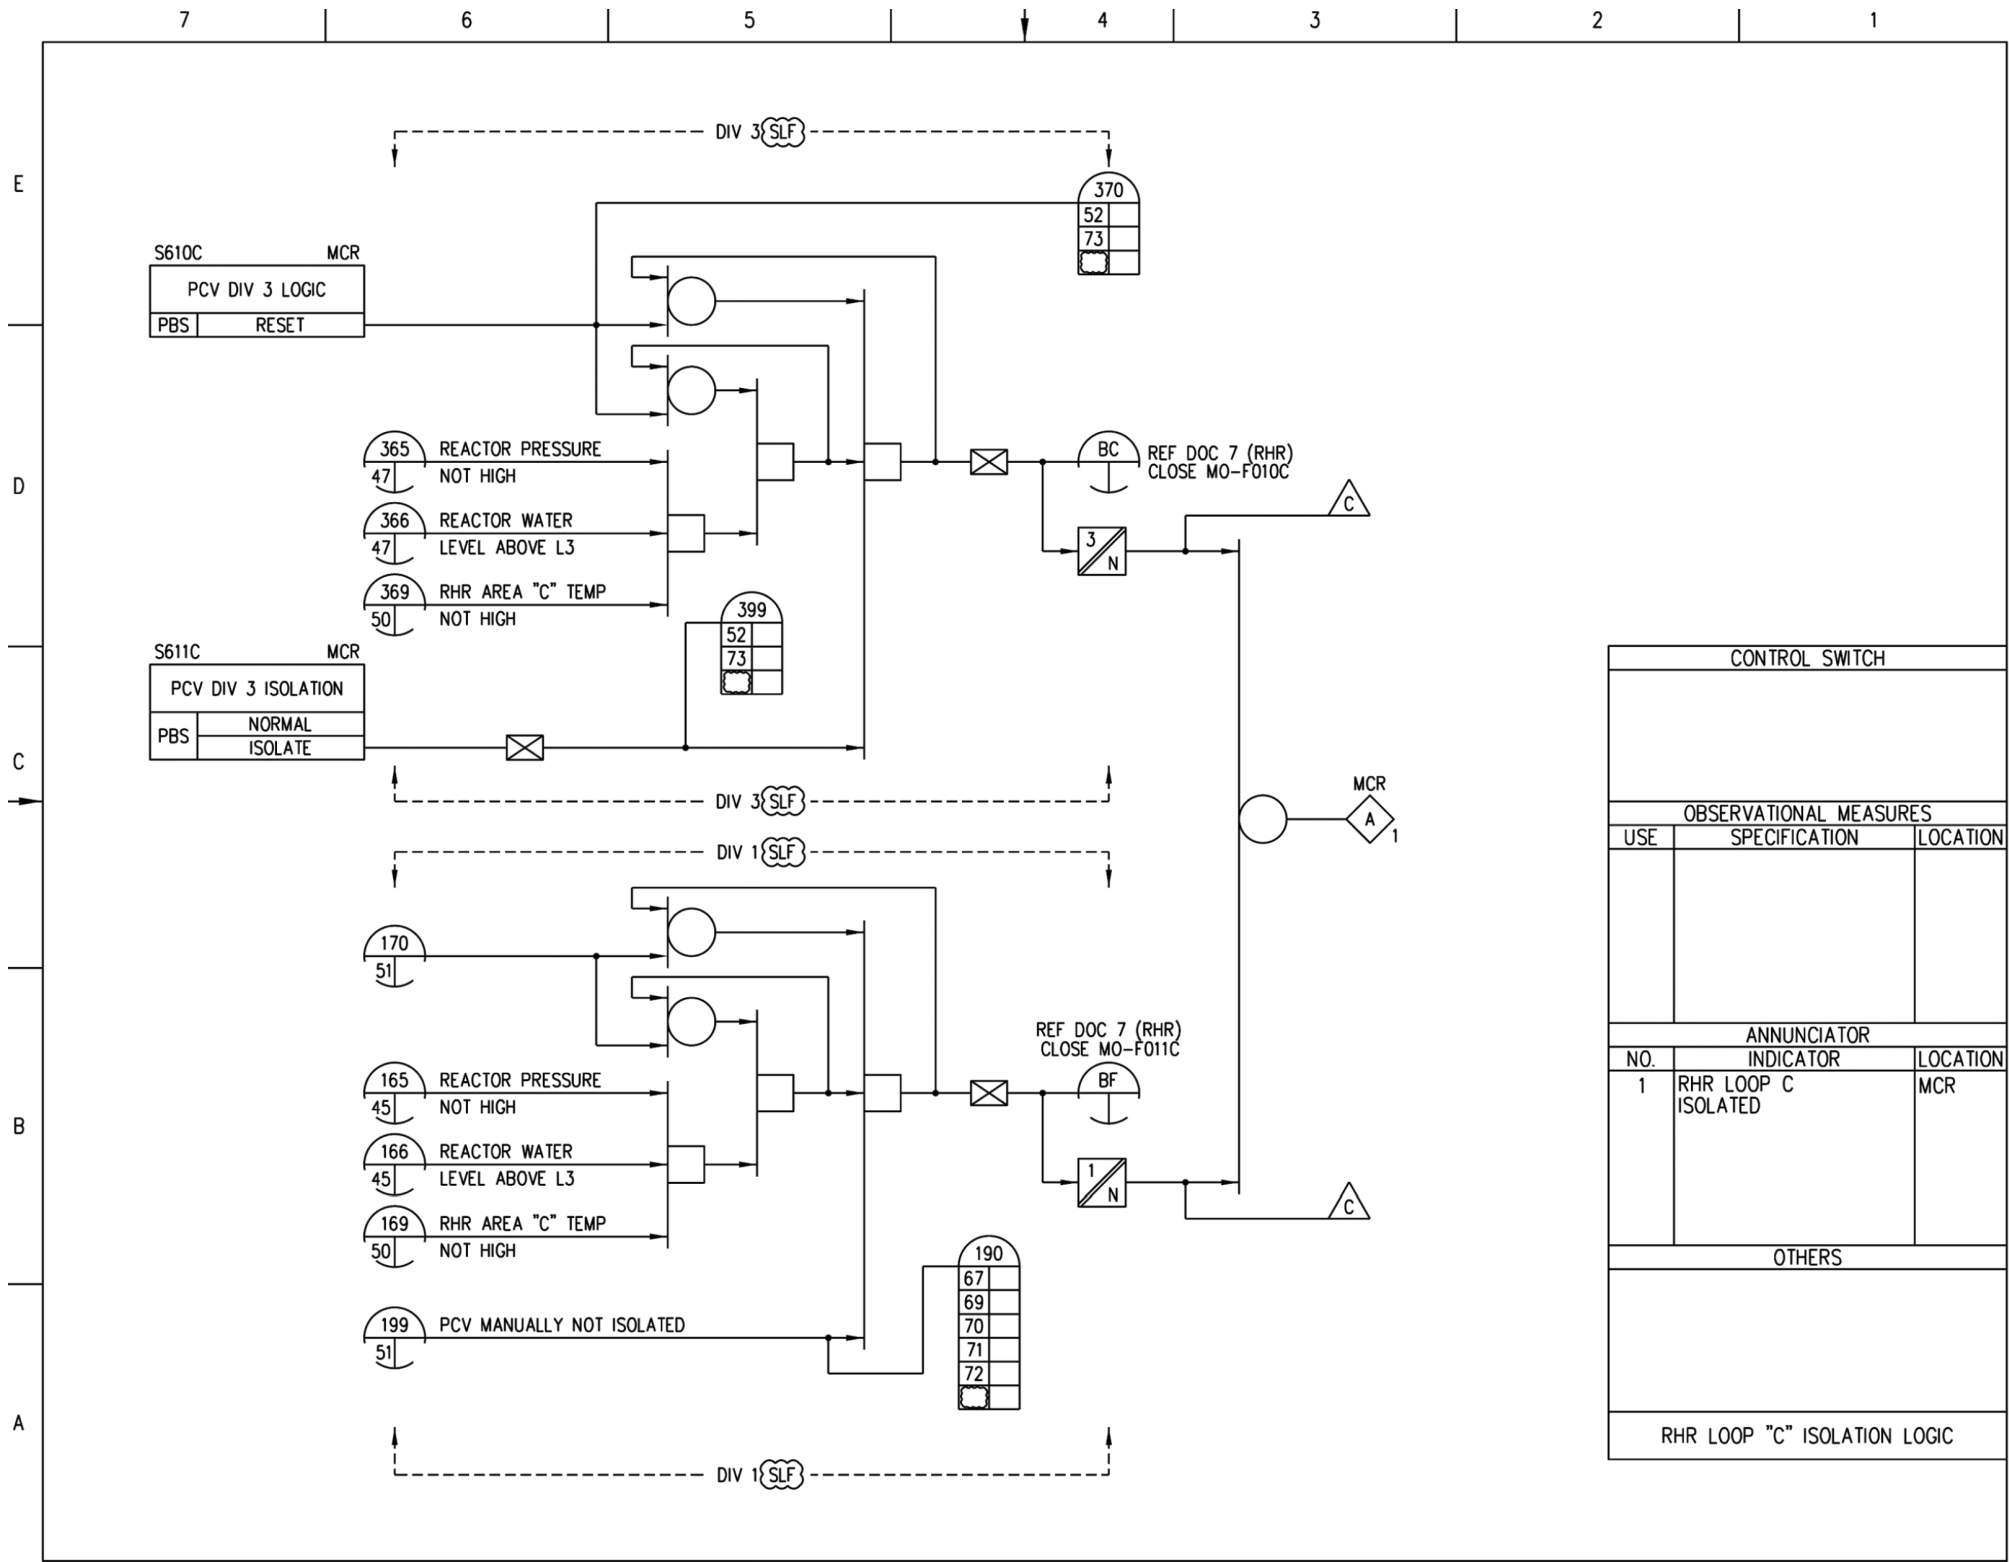 7 6 5 4 3 2 1
E
D
C
B
A
DIV 3 SLF
370
52
73
S610C MCR
PCV DIV 3 LOGIC
PBS RESET
365 REACTOR PRESSURE
47 NOT HIGH
366 REACTOR WATER
47 LEVEL ABOVE L3
369 RHR AREA "C" TEMP
50 NOT HIGH
BC
REF DOC 7 (RHR)
CLOSE MO-F010C
C
3
N
399
52
73
S611C MCR
PCV DIV 3 ISOLATION
PBS
NORMAL
ISOLATE
DIV 3 SLF
MCR
A
1
DIV 1 SLF
170
51
165 REACTOR PRESSURE
45 NOT HIGH
166 REACTOR WATER
45 LEVEL ABOVE L3
169 RHR AREA "C" TEMP
50 NOT HIGH
REF DOC 7 (RHR)
CLOSE MO-F011C
BF
1
N
C
199 PCV MANUALLY NOT ISOLATED
51
190
67
69
70
71
72
DIV 1 SLF
CONTROL SWITCH
OBSERVATIONAL MEASURES
USE SPECIFICATION LOCATION
ANNUNCIATOR
NO. INDICATOR LOCATION
1 RHR LOOP C MCR
ISOLATED
OTHERS
RHR LOOP "C" ISOLATION LOGIC